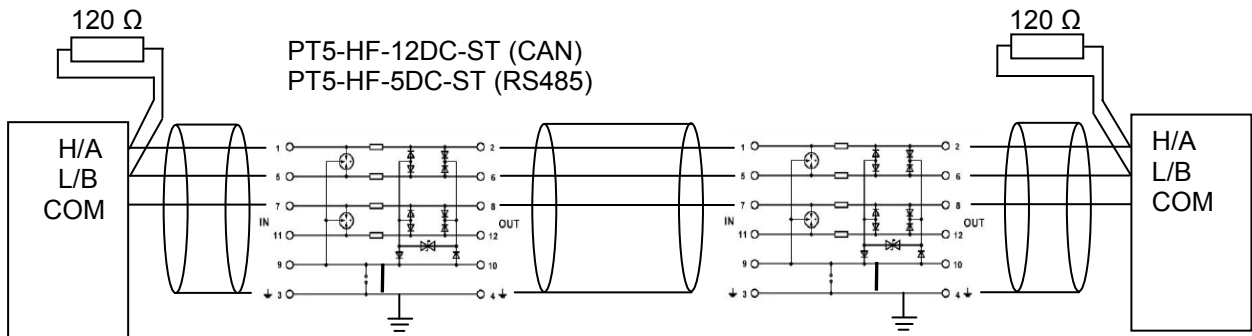 120 Ω
120 Ω
PT5-HF-12DC-ST (CAN)
PT5-HF-5DC-ST (RS485)
H/A
L/B
COM
1 2
5 6
7 8
IN OUT
11 12
9 10
3 4
1 2
5 6
7 8
IN OUT
11 12
9 10
3 4
H/A
L/B
COM